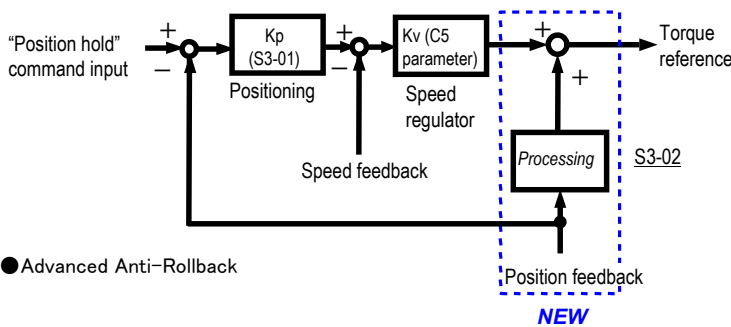 “Position hold”
command input
+
−
Kp
(S3-01)
Positioning
+
−
Kv (C5
parameter)
Speed
regulator
+
+
Torque
reference
Speed feedback
Processing
S3-02
●Advanced Anti-Rollback
Position feedback
NEW